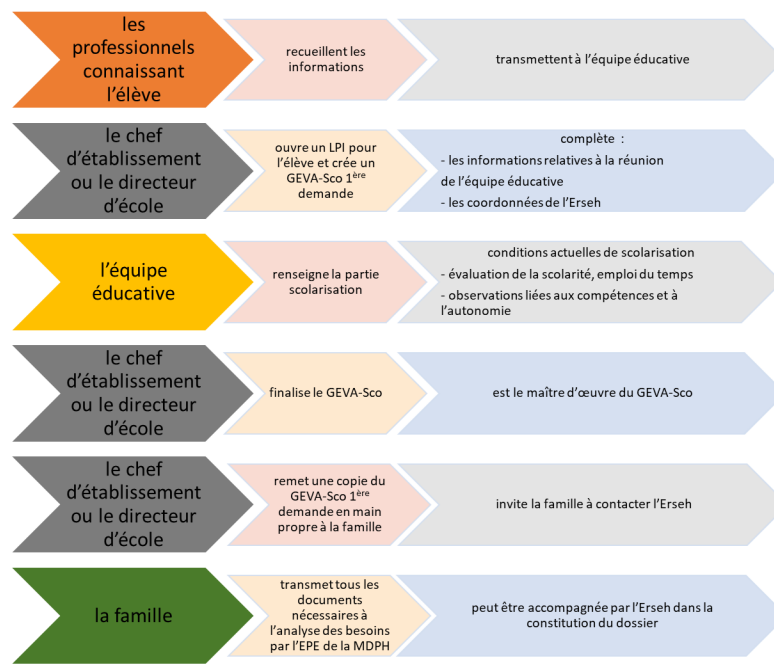 les
professionnels
connaissant
l'élève
recueillent les
informations
transmettent à l'équipe éducative
le chef
d'établissement
ou le directeur
d'école
ouvre un LPI pour
l'élève et crée un
GEVA-Sco 1ère
demande
complète :
- les informations relatives à la réunion
de l'équipe éducative
- les coordonnées de l'Erseh
l'équipe
éducative
renseigne la partie
scolarisation
conditions actuelles de scolarisation
- évaluation de la scolarité, emploi du temps
- observations liées aux compétences et à
l'autonomie
le chef
d'établissement
ou le directeur
d'école
finalise le GEVA-Sco
est le maître d'œuvre du GEVA-Sco
le chef
d'établissement
ou le directeur
d'école
remet une copie du
GEVA-Sco 1ère
demande en main
propre à la famille
invite la famille à contacter l'Erseh
la famille
transmet tous les
documents
nécessaires à
l'analyse des besoins
par l'EPE de la MDPH
peut être accompagnée par l'Erseh dans la
constitution du dossier